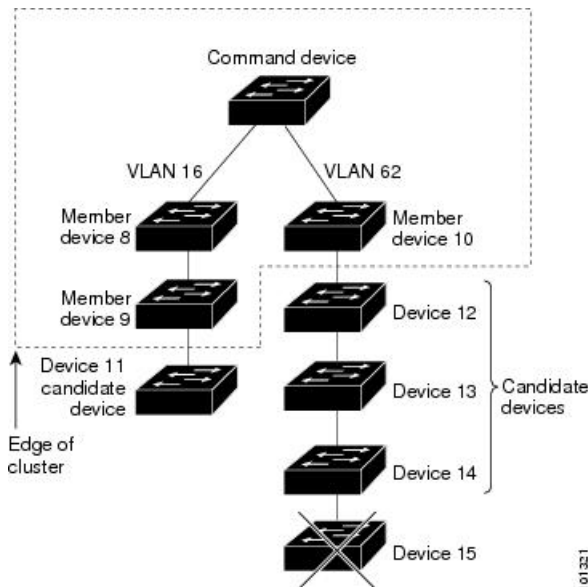 Command device
VLAN 16
VLAN 62
Member
device 8
Member
device 10
Member
device 9
Device 12
Device 11
candidate
device
Device 13
Candidate
devices
Edge of
cluster
Device 14
Device 15